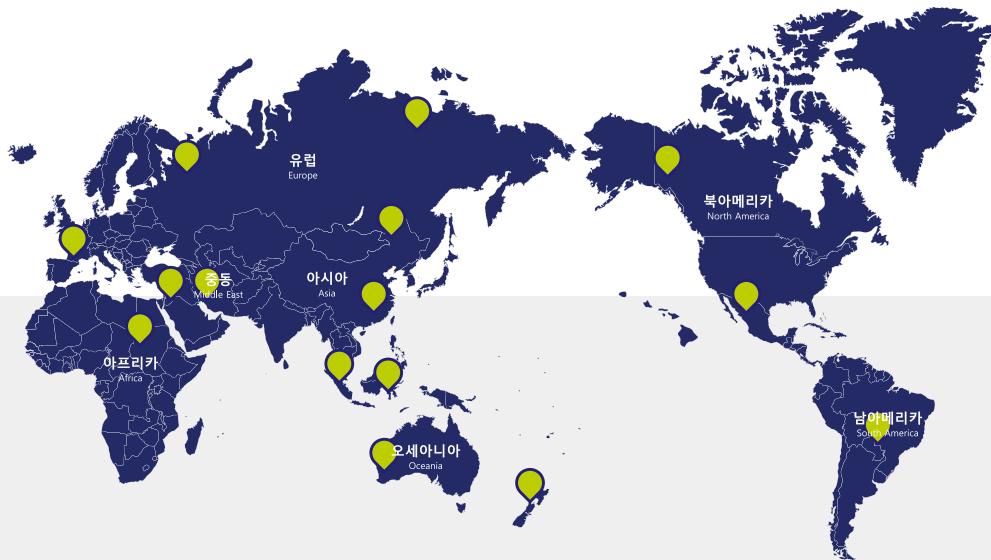 유럽
Europe
북아메리카
North America
중동
Middle East
아시아
Asia
아프리카
Africa
남아메리카
South America
오세아니아
Oceania